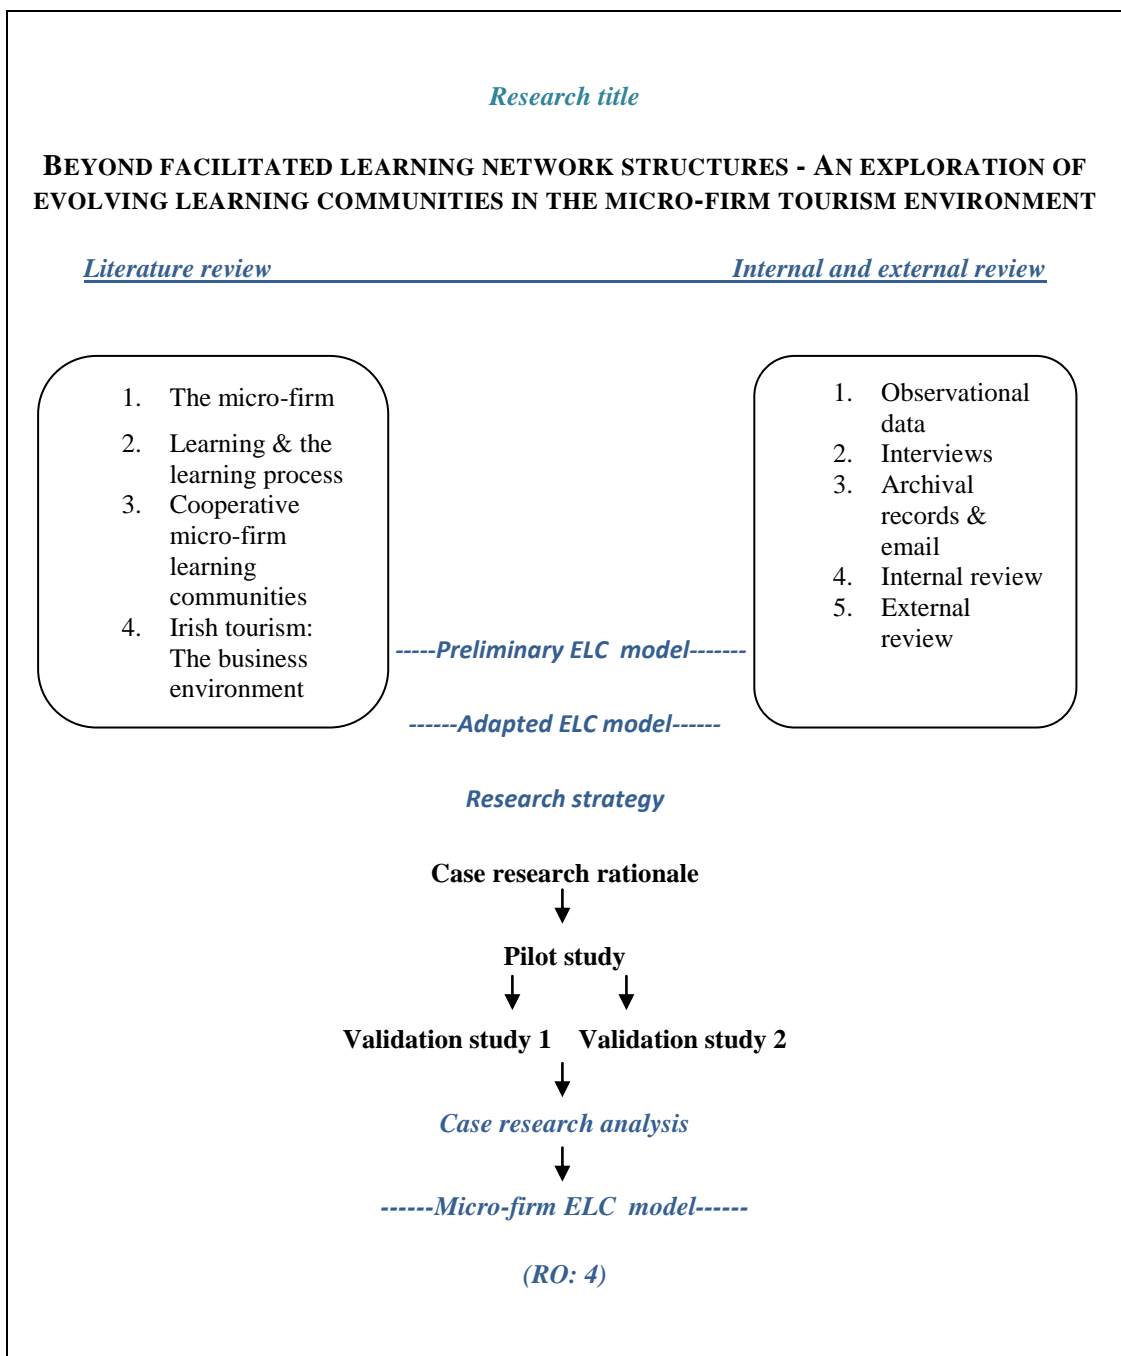 Research title
BEYOND FACILITATED LEARNING NETWORK STRUCTURES - AN EXPLORATION OF
EVOLVING LEARNING COMMUNITIES IN THE MICRO-FIRM TOURISM ENVIRONMENT
Literature review
Internal and external review
1. The micro-firm
2. Learning & the
learning process
3. Cooperative
micro-firm
learning
communities
4. Irish tourism:
The business
environment
1. Observational
data
2. Interviews
3. Archival
records &
email
4. Internal review
5. External
review
-----Preliminary ELC model-------
------Adapted ELC model------
Research strategy
Case research rationale
Pilot study
Validation study 1 Validation study 2
Case research analysis
------Micro-firm ELC model------
(RO: 4)